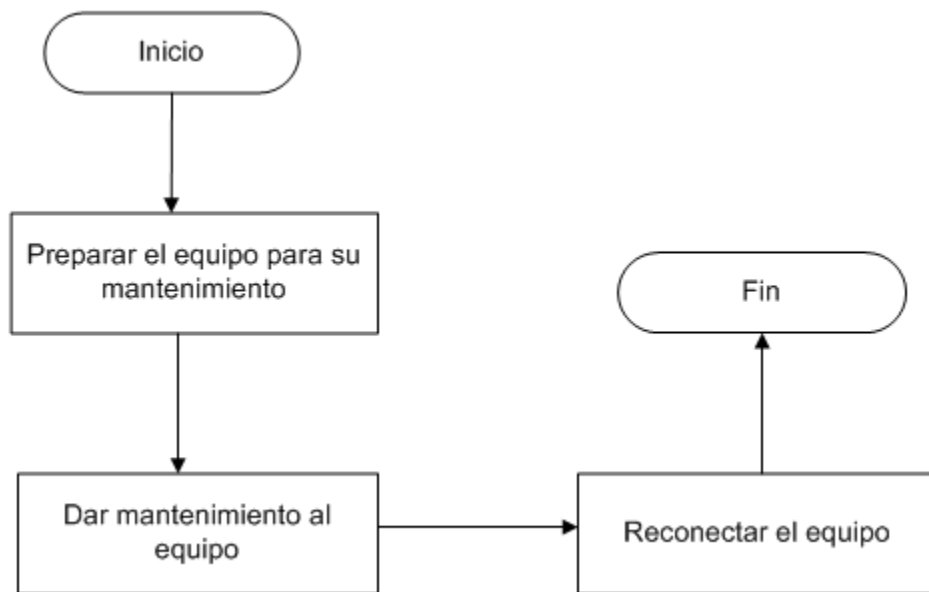 Inicio
Preparar el equipo para su
mantenimiento
Dar mantenimiento al
equipo
Reconectar el equipo
Fin